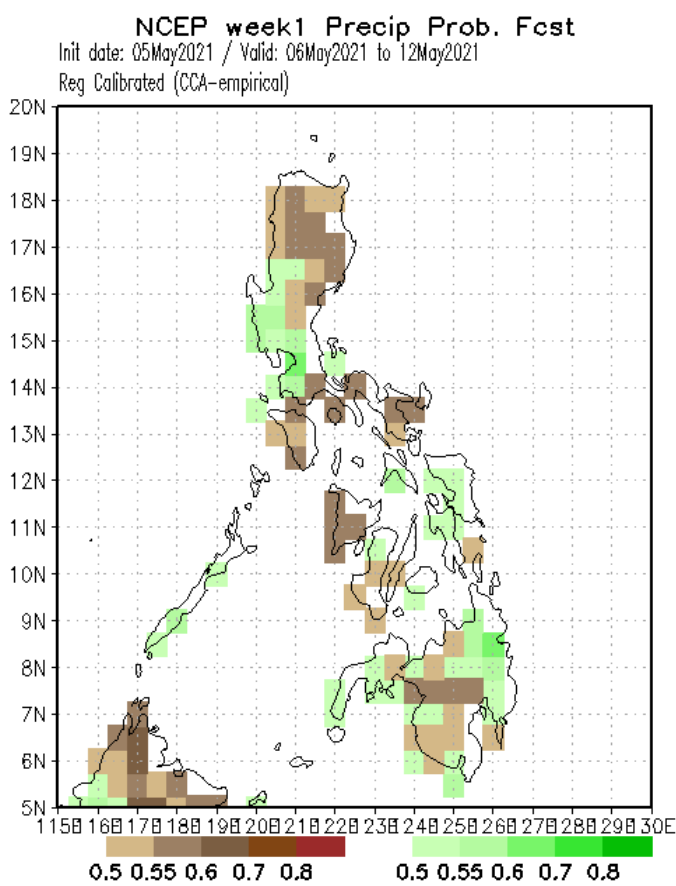 NCEP week1 Precip Prob. Fcst
Init date: 05May2021 / Valid: 06May2021 to 12May2021
Reg Calibrated (CCA-empirical)
20N
19N
18N
17N
16N
15N
14N
13N
12N
11N
10N
9N
8N
7N
6N
5N
0.5 0.55 0.6 0.7 0.8 0.5 0.55 0.6 0.7 0.8